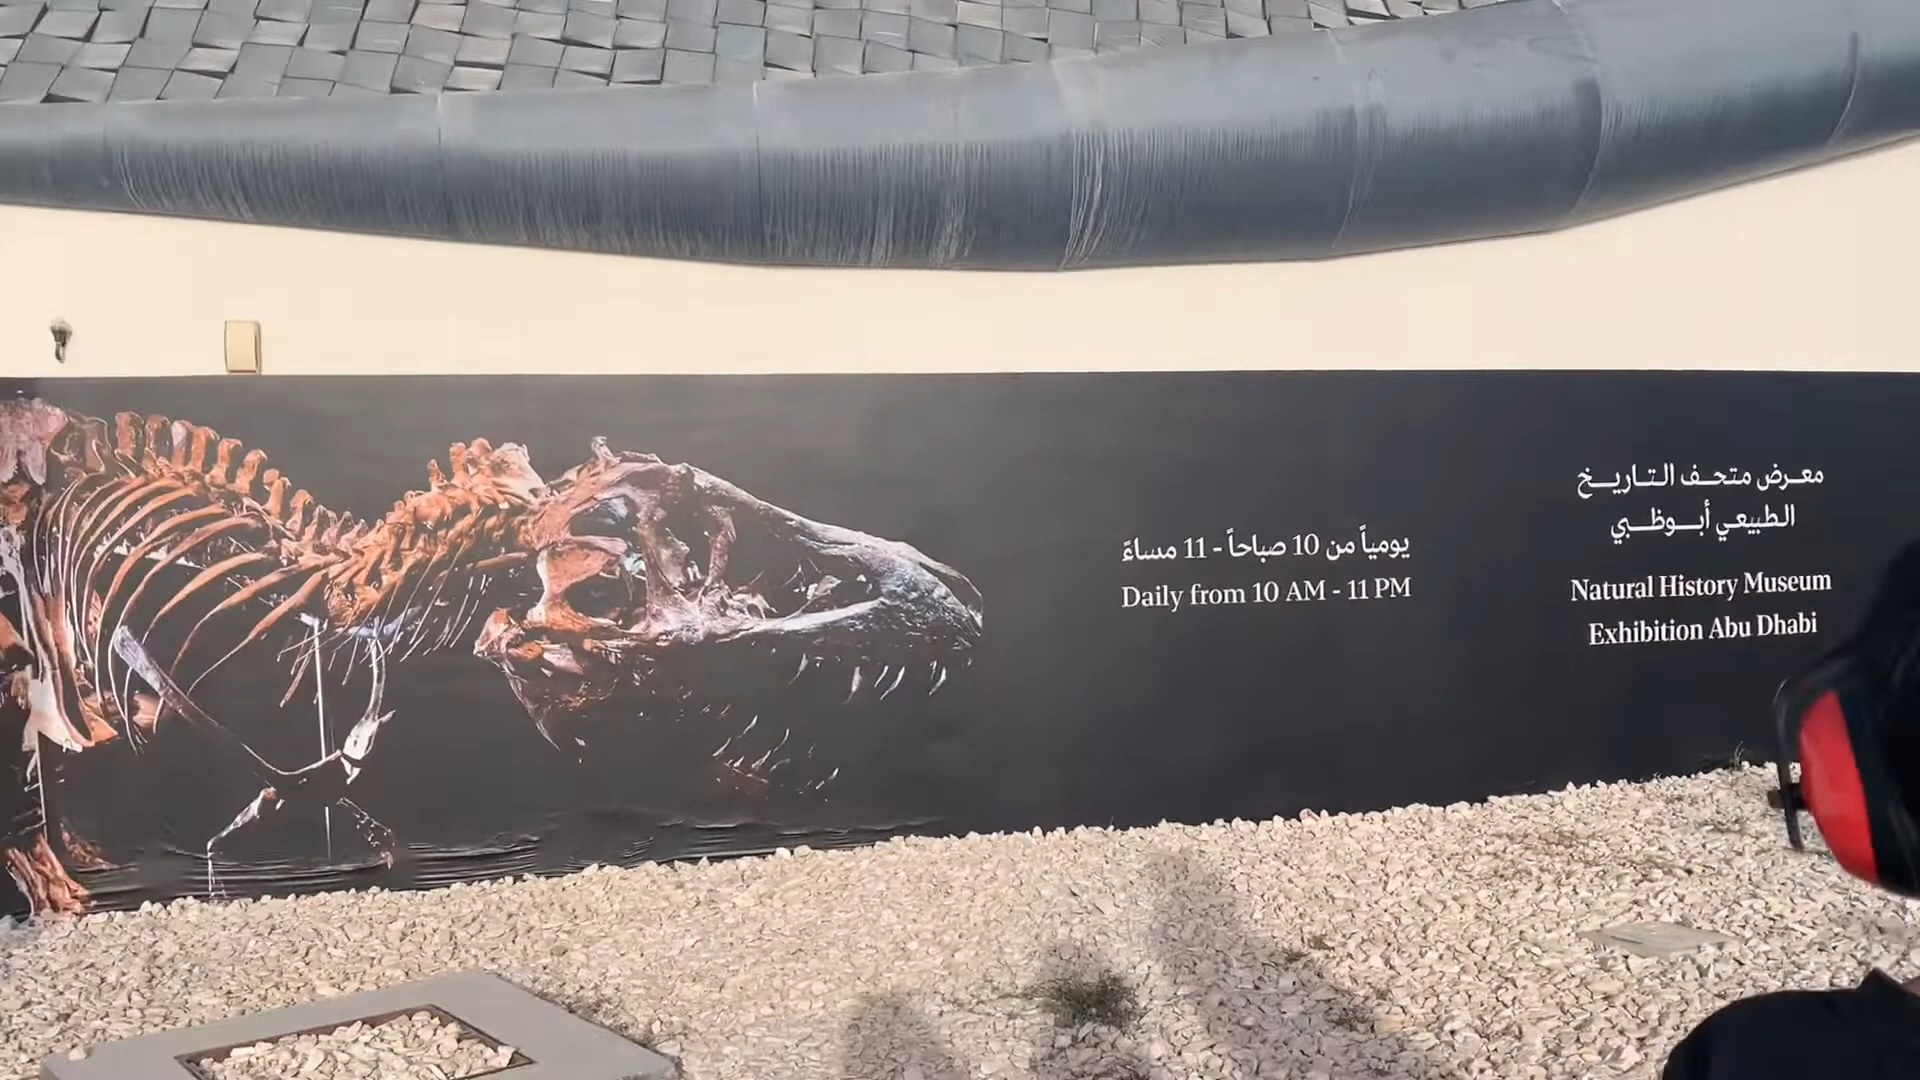 معرض متحف التاريخ
الطبيعي أبوظبي
Natural History Museum
Exhibition Abu Dhabi
يومياً من 10 صباحاً - 11 مساءً
Daily from 10 AM - 11 PM